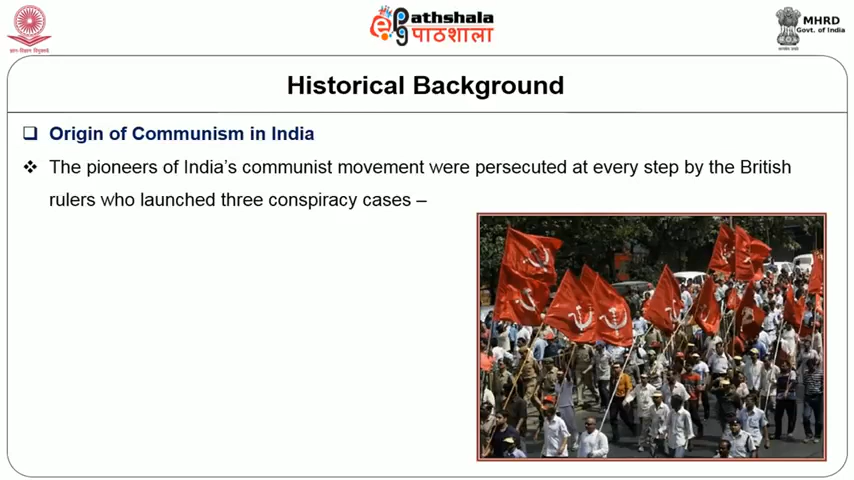 ePathshala
पाठशाला
MHRD
Govt. of India
Historical Background
Origin of Communism in India
The pioneers of India's communist movement were persecuted at every step by the British
rulers who launched three conspiracy cases –